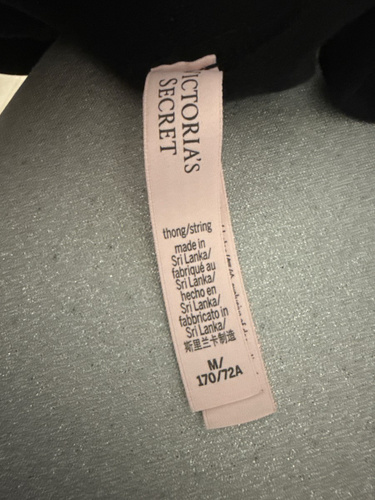 VICTORIA'S
SECRET
thong/string
made in
Sri Lanka/
fabriqué au
Sri Lanka/
hecho en
Sri Lanka/
fabbricato in
Sri Lanka/
斯里兰卡制造
M/
170/72A